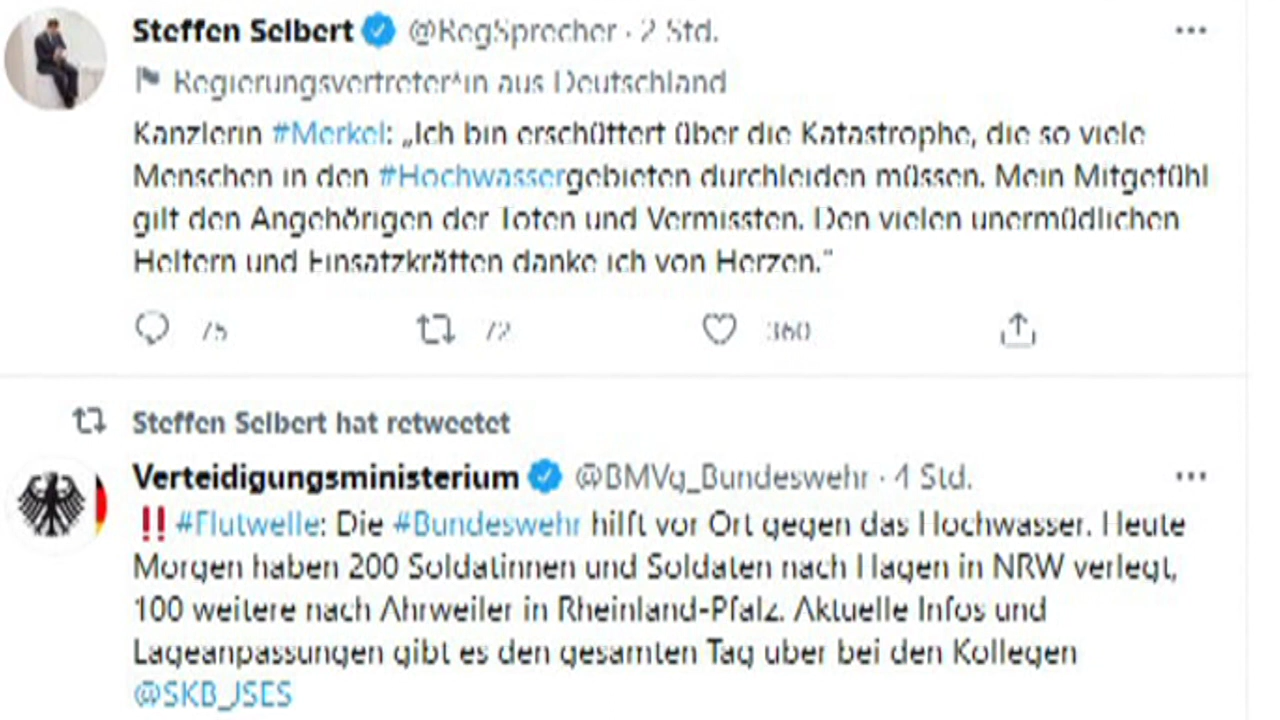 Steffen Seibert @RegSprecher · 2 Std.
Regierungsvertreter*in aus Deutschland
Kanzlerin #Merkel: „Ich bin erschüttert über die Katastrophe, die so viele
Menschen in den #Hochwassergebieten durchleiden müssen. Mein Mitgefühl
gilt den Angehörigen der Toten und Vermissten. Den vielen unermüdlichen
Helfern und Einsatzkräften danke ich von Herzen.“
75 72 360
Steffen Seibert hat retweetet
Verteidigungsministerium @BMVg_Bundeswehr · 4 Std.
‼ #Flutwelle: Die #Bundeswehr hilft vor Ort gegen das Hochwasser. Heute
Morgen haben 200 Soldatinnen und Soldaten nach Hagen in NRW verlegt,
100 weitere nach Ahrweiler in Rheinland-Pfalz. Aktuelle Infos und
Lageanpassungen gibt es den gesamten Tag über bei den Kollegen
@SKB_JSES